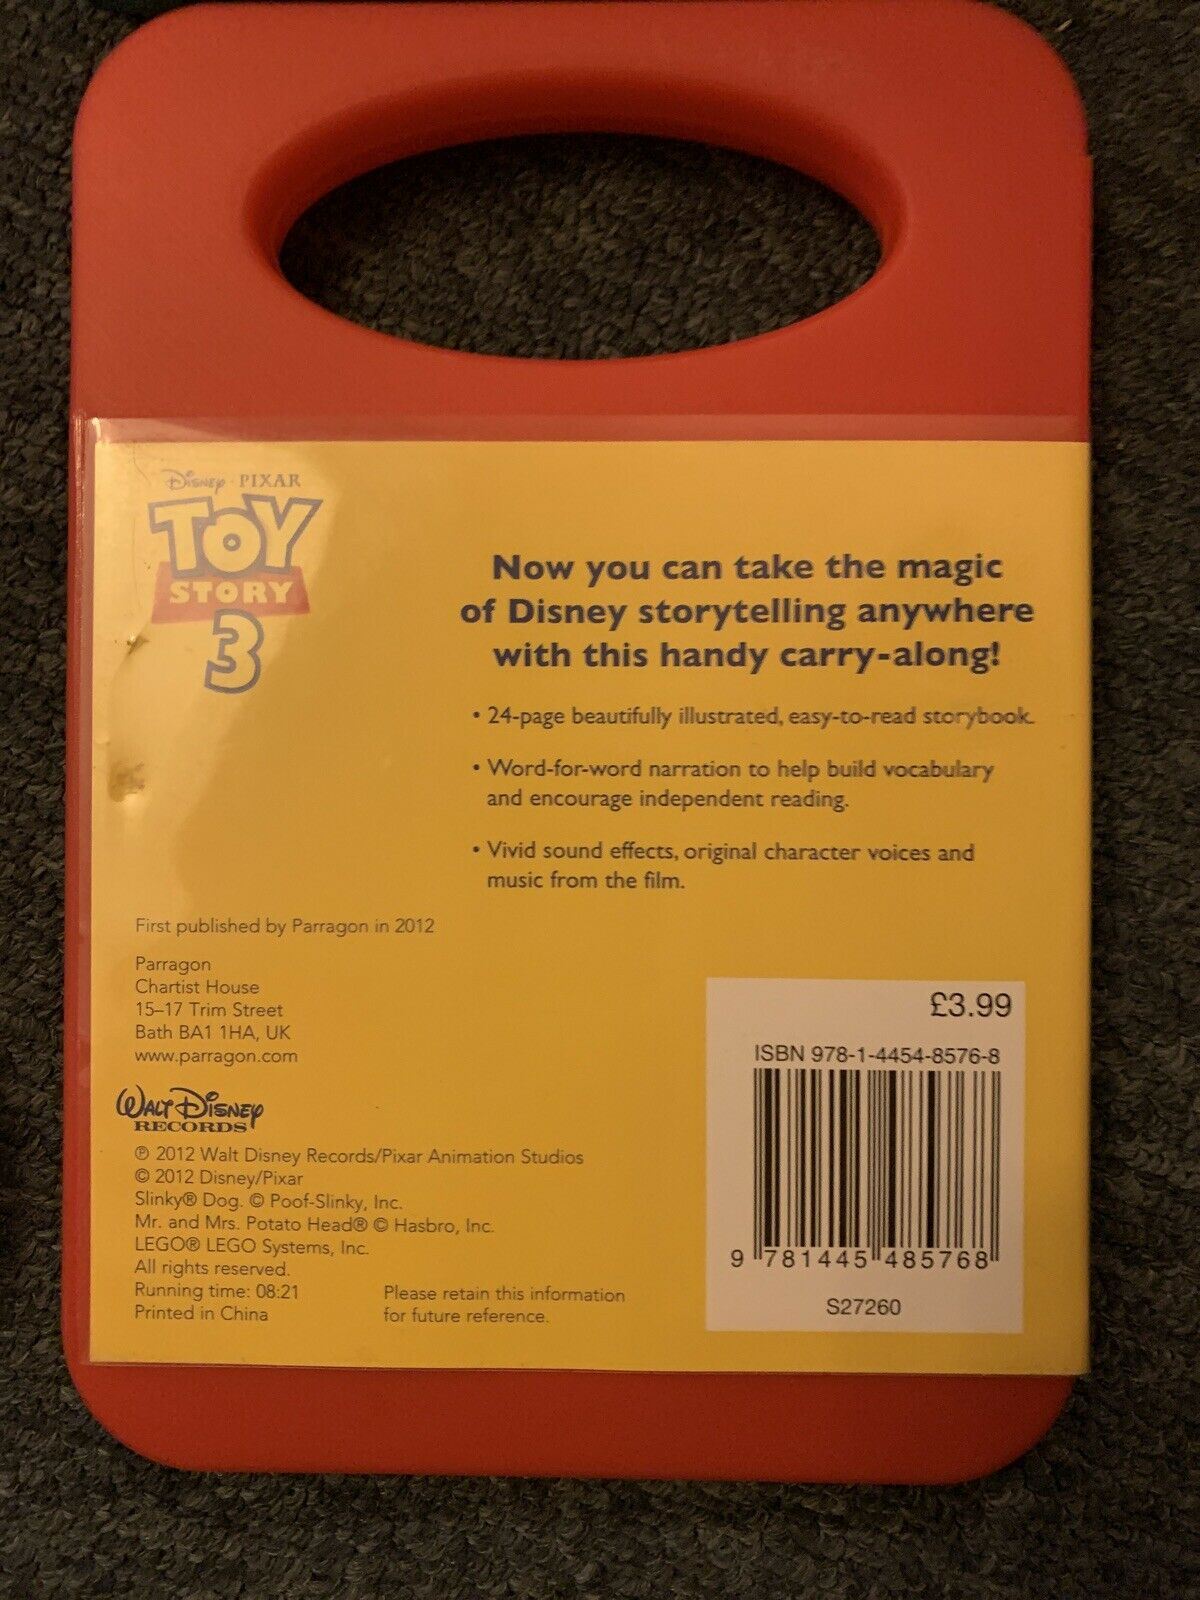 Disney · PIXAR
TOY
STORY
3
Now you can take the magic
of Disney storytelling anywhere
with this handy carry-along!
• 24-page beautifully illustrated, easy-to-read storybook.
• Word-for-word narration to help build vocabulary
and encourage independent reading.
• Vivid sound effects, original character voices and
music from the film.
First published by Parragon in 2012
Parragon
Chartist House
15–17 Trim Street
Bath BA1 1HA, UK
www.parragon.com
WALT DISNEY
RECORDS
℗ 2012 Walt Disney Records/Pixar Animation Studios
© 2012 Disney/Pixar
Slinky® Dog. © Poof-Slinky, Inc.
Mr. and Mrs. Potato Head® © Hasbro, Inc.
LEGO® LEGO Systems, Inc.
All rights reserved.
Running time: 08:21
Printed in China
Please retain this information
for future reference.
£3.99
ISBN 978-1-4454-8576-8
9 781445 485768
S27260